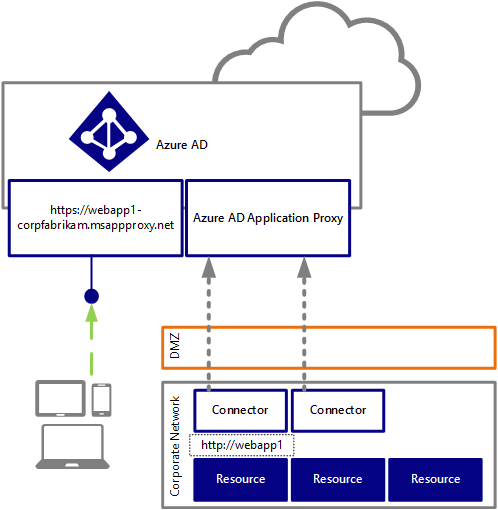 Azure AD
https://webapp1-
corpfabrikam.msappproxy.net
Azure AD Application Proxy
DMZ
Corporate Network
Connector
Connector
http://webapp1
Resource
Resource
Resource